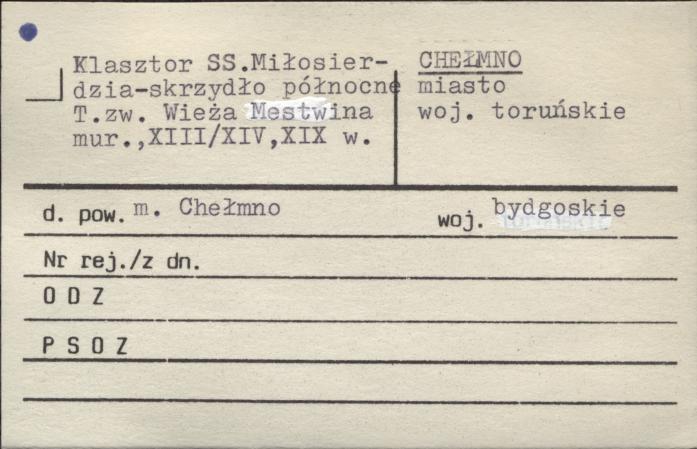 Klasztor SS.Miłosier-
dzia-skrzydło północne
T.zw. Wieża Mestwina
mur.,XIII/XIV,XIX w.
CHEŁMNO
miasto
woj. toruńskie
d. pow. m. Chełmno
woj. bydgoskie
Nr rej./z dn.
O D Z
P S O Z